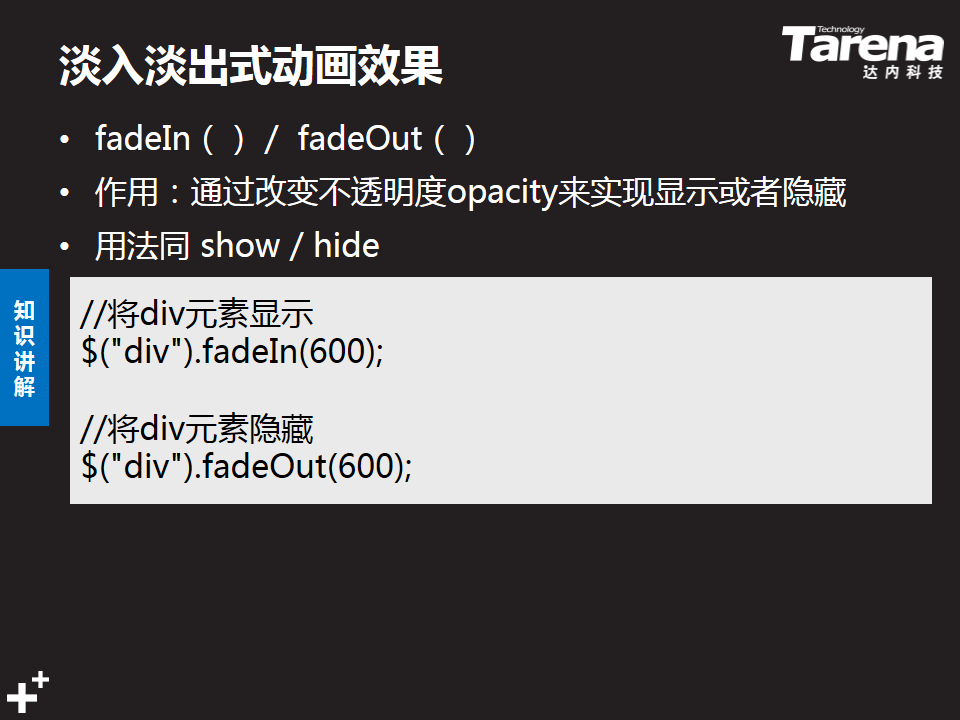 淡入淡出式动画效果
Technology
Tarena
达内科技
• fadeIn（ ）/ fadeOut（ ）
• 作用：通过改变不透明度opacity来实现显示或者隐藏
• 用法同 show / hide
知识讲解
//将div元素显示
$("div").fadeIn(600);
//将div元素隐藏
$("div").fadeOut(600);